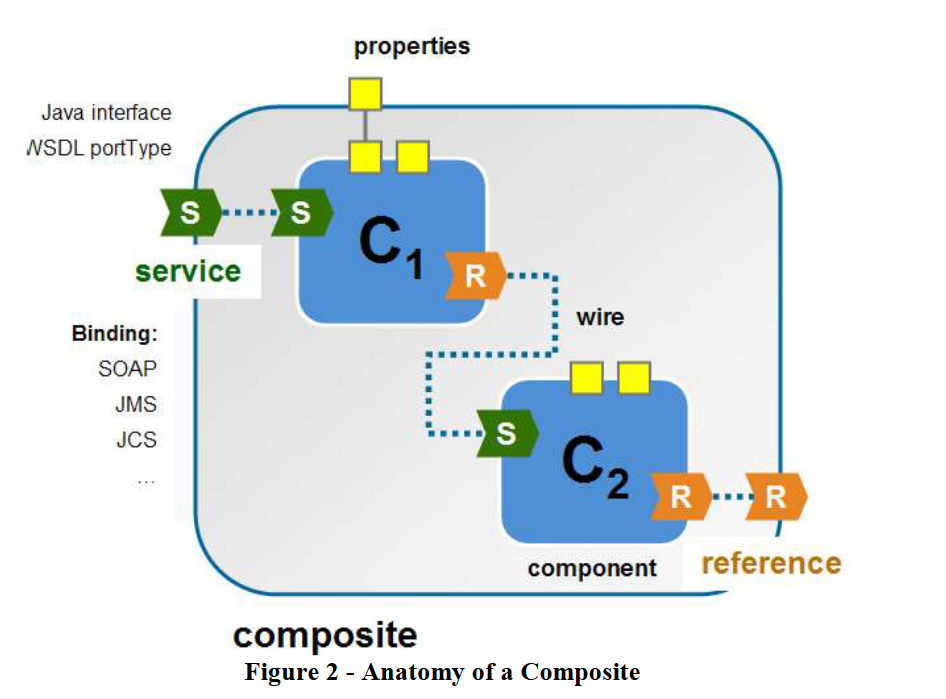 properties
Java interface
WSDL portType
S
S
C1
R
service
Binding:
SOAP
JMS
JCS
...
wire
S
C2
R
R
component
reference
composite
Figure 2 - Anatomy of a Composite